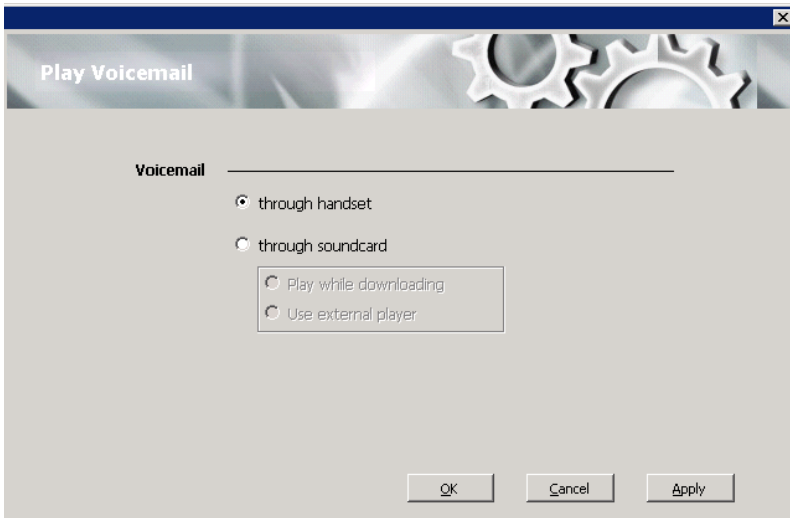 Play Voicemail
Voicemail
through handset
through soundcard
Play while downloading
Use external player
OK Cancel Apply